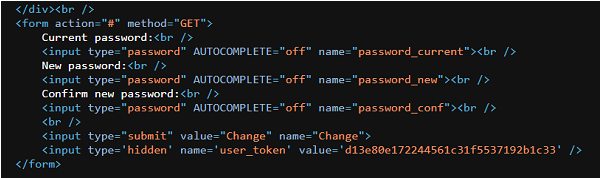 </div><br />
<form action="#" method="GET">
Current password:<br />
<input type="password" AUTOCOMPLETE="off" name="password_current"><br />
New password:<br />
<input type="password" AUTOCOMPLETE="off" name="password_new"><br />
Confirm new password:<br />
<input type="password" AUTOCOMPLETE="off" name="password_conf"><br />
<br />
<input type="submit" value="Change" name="Change">
<input type='hidden' name='user_token' value='d13e80e172244561c31f5537192b1c33' />
</form>